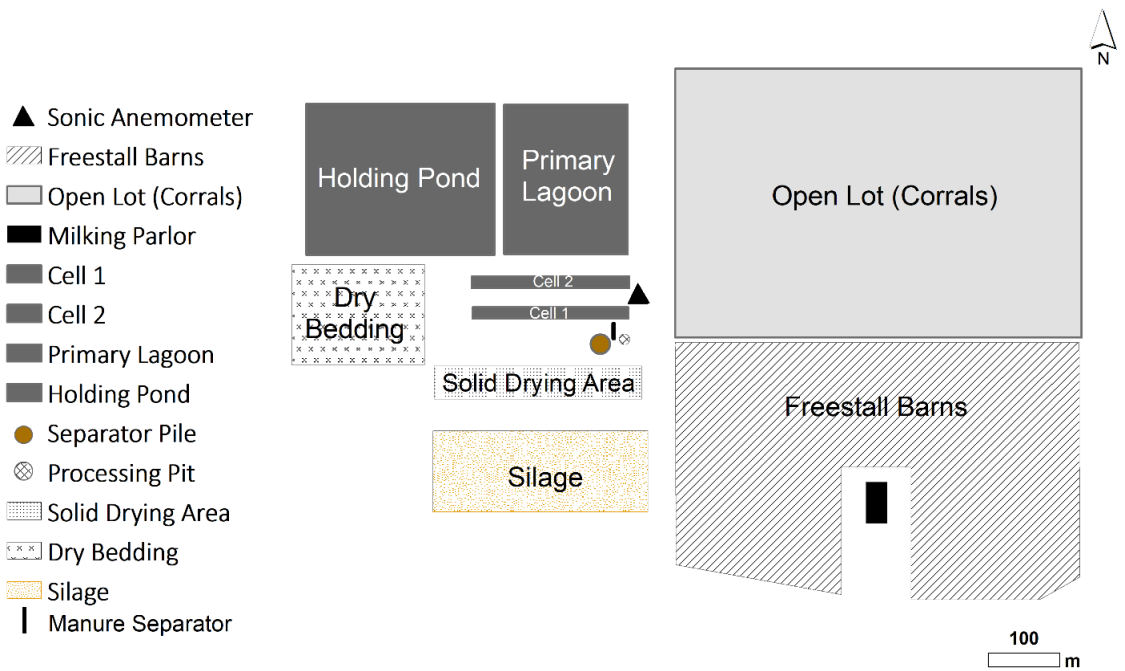 N
Sonic Anemometer
Freestall Barns
Open Lot (Corrals)
Milking Parlor
Cell 1
Cell 2
Primary Lagoon
Holding Pond
Separator Pile
Processing Pit
Solid Drying Area
Dry Bedding
Silage
Manure Separator
Holding Pond
Primary
Lagoon
Open Lot (Corrals)
Cell 2
Cell 1
Dry
Bedding
Solid Drying Area
Freestall Barns
Silage
100
m